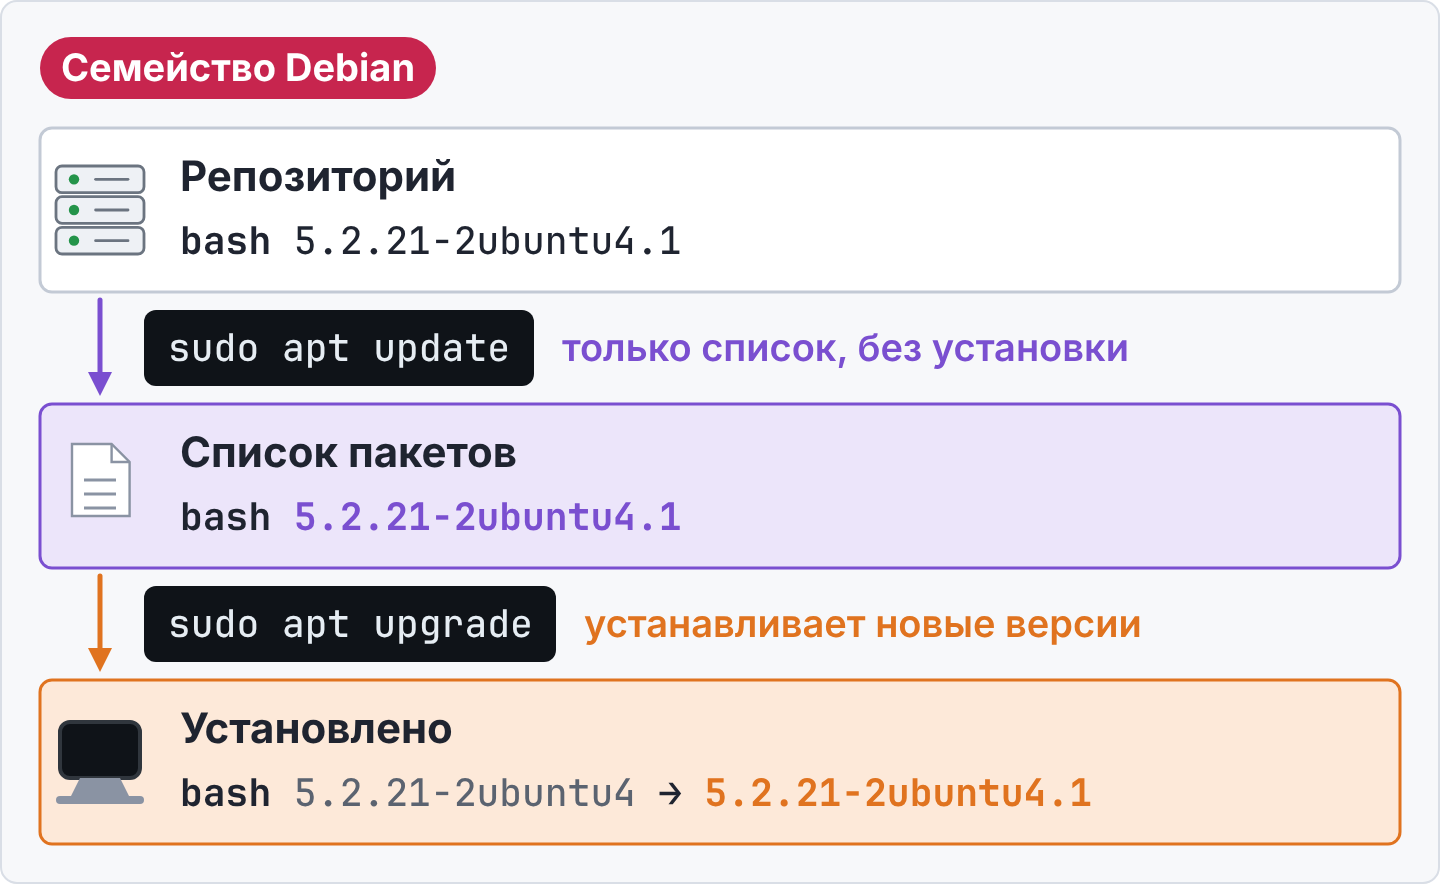 Семейство Debian
Репозиторий
bash 5.2.21-2ubuntu4.1
sudo apt update только список, без установки
Список пакетов
bash 5.2.21-2ubuntu4.1
sudo apt upgrade устанавливает новые версии
Установлено
bash 5.2.21-2ubuntu4 → 5.2.21-2ubuntu4.1